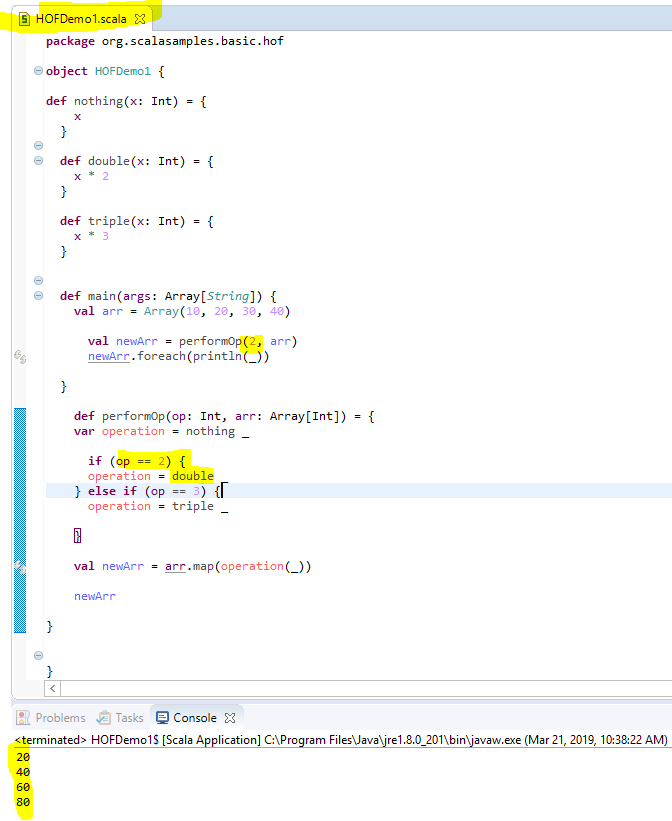 HOFDemo1.scala
package org.scalasamples.basic.hof
object HOFDemo1 {
def nothing(x: Int) = {
x
}
def double(x: Int) = {
x * 2
}
def triple(x: Int) = {
x * 3
}
def main(args: Array[String]) {
val arr = Array(10, 20, 30, 40)
val newArr = performOp(2, arr)
newArr.foreach(println(_))
}
def performOp(op: Int, arr: Array[Int]) = {
var operation = nothing _
if (op == 2) {
operation = double
} else if (op == 3) {
operation = triple _
}
val newArr = arr.map(operation(_))
newArr
}
}
Problems Tasks Console
<terminated> HOFDemo1$ [Scala Application] C:\Program Files\Java\jre1.8.0_201\bin\javaw.exe (Mar 21, 2019, 10:38:22 AM)
20
40
60
80